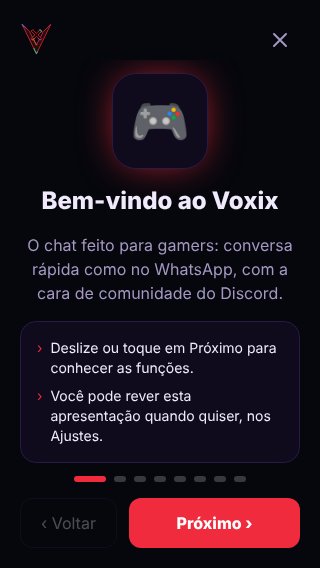 Bem-vindo ao Voxix
O chat feito para gamers: conversa
rápida como no WhatsApp, com a
cara de comunidade do Discord.
› Deslize ou toque em Próximo para
conhecer as funções.
› Você pode rever esta
apresentação quando quiser, nos
Ajustes.
‹ Voltar
Próximo ›